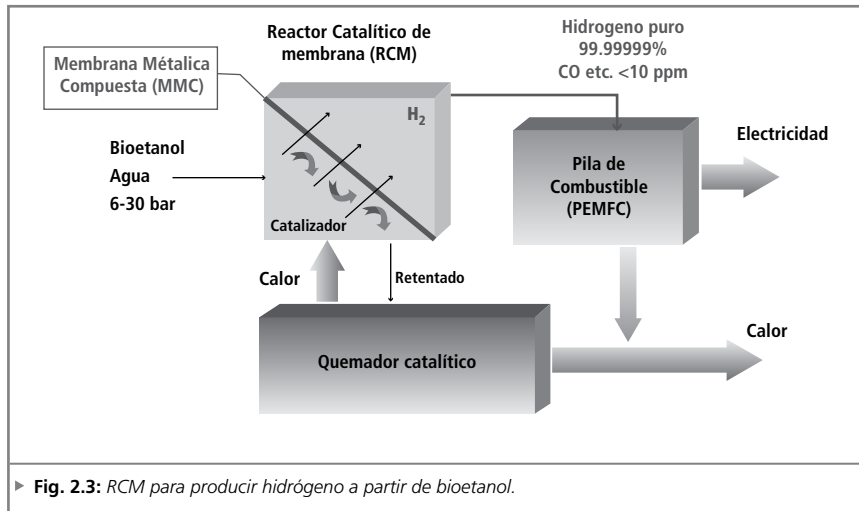 Reactor Catalítico de
membrana (RCM)
Hidrogeno puro
99.99999%
CO etc. <10 ppm
Membrana Métalica
Compuesta (MMC)
H2
Bioetanol
Agua
6-30 bar
Catalizador
Pila de
Combustible
(PEMFC)
Electricidad
Calor
Retentado
Quemador catalítico
Calor
Fig. 2.3: RCM para producir hidrógeno a partir de bioetanol.